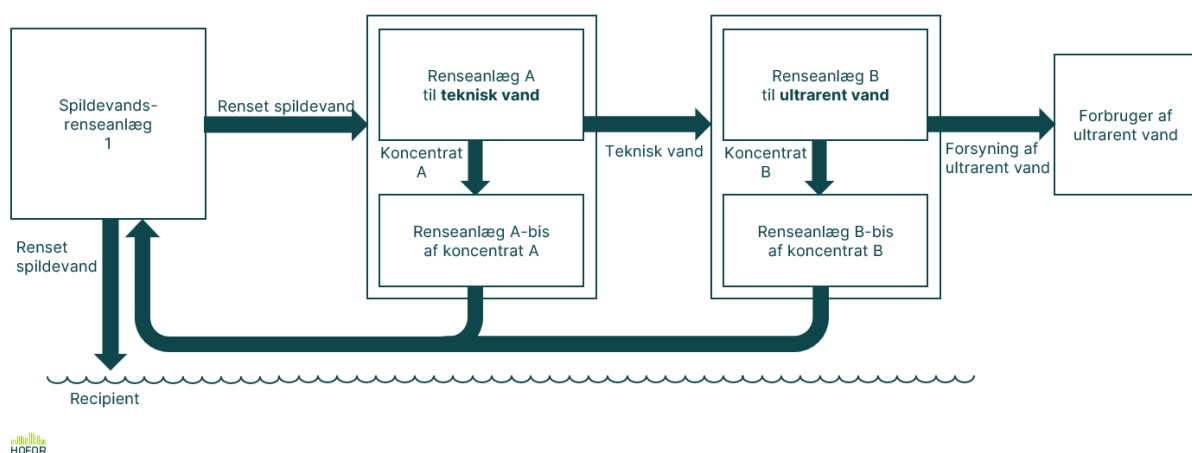 Spildevands-
renseanlæg
1
Renset spildevand
Renseanlæg A
til teknisk vand
Koncentrat
A
Renseanlæg A-bis
af koncentrat A
Teknisk vand
Renseanlæg B
til ultrarent vand
Koncentrat
B
Renseanlæg B-bis
af koncentrat B
Forsyning af
ultrarent vand
Forbruger af
ultrarent vand
Renset
spildevand
Recipient
HOFOR